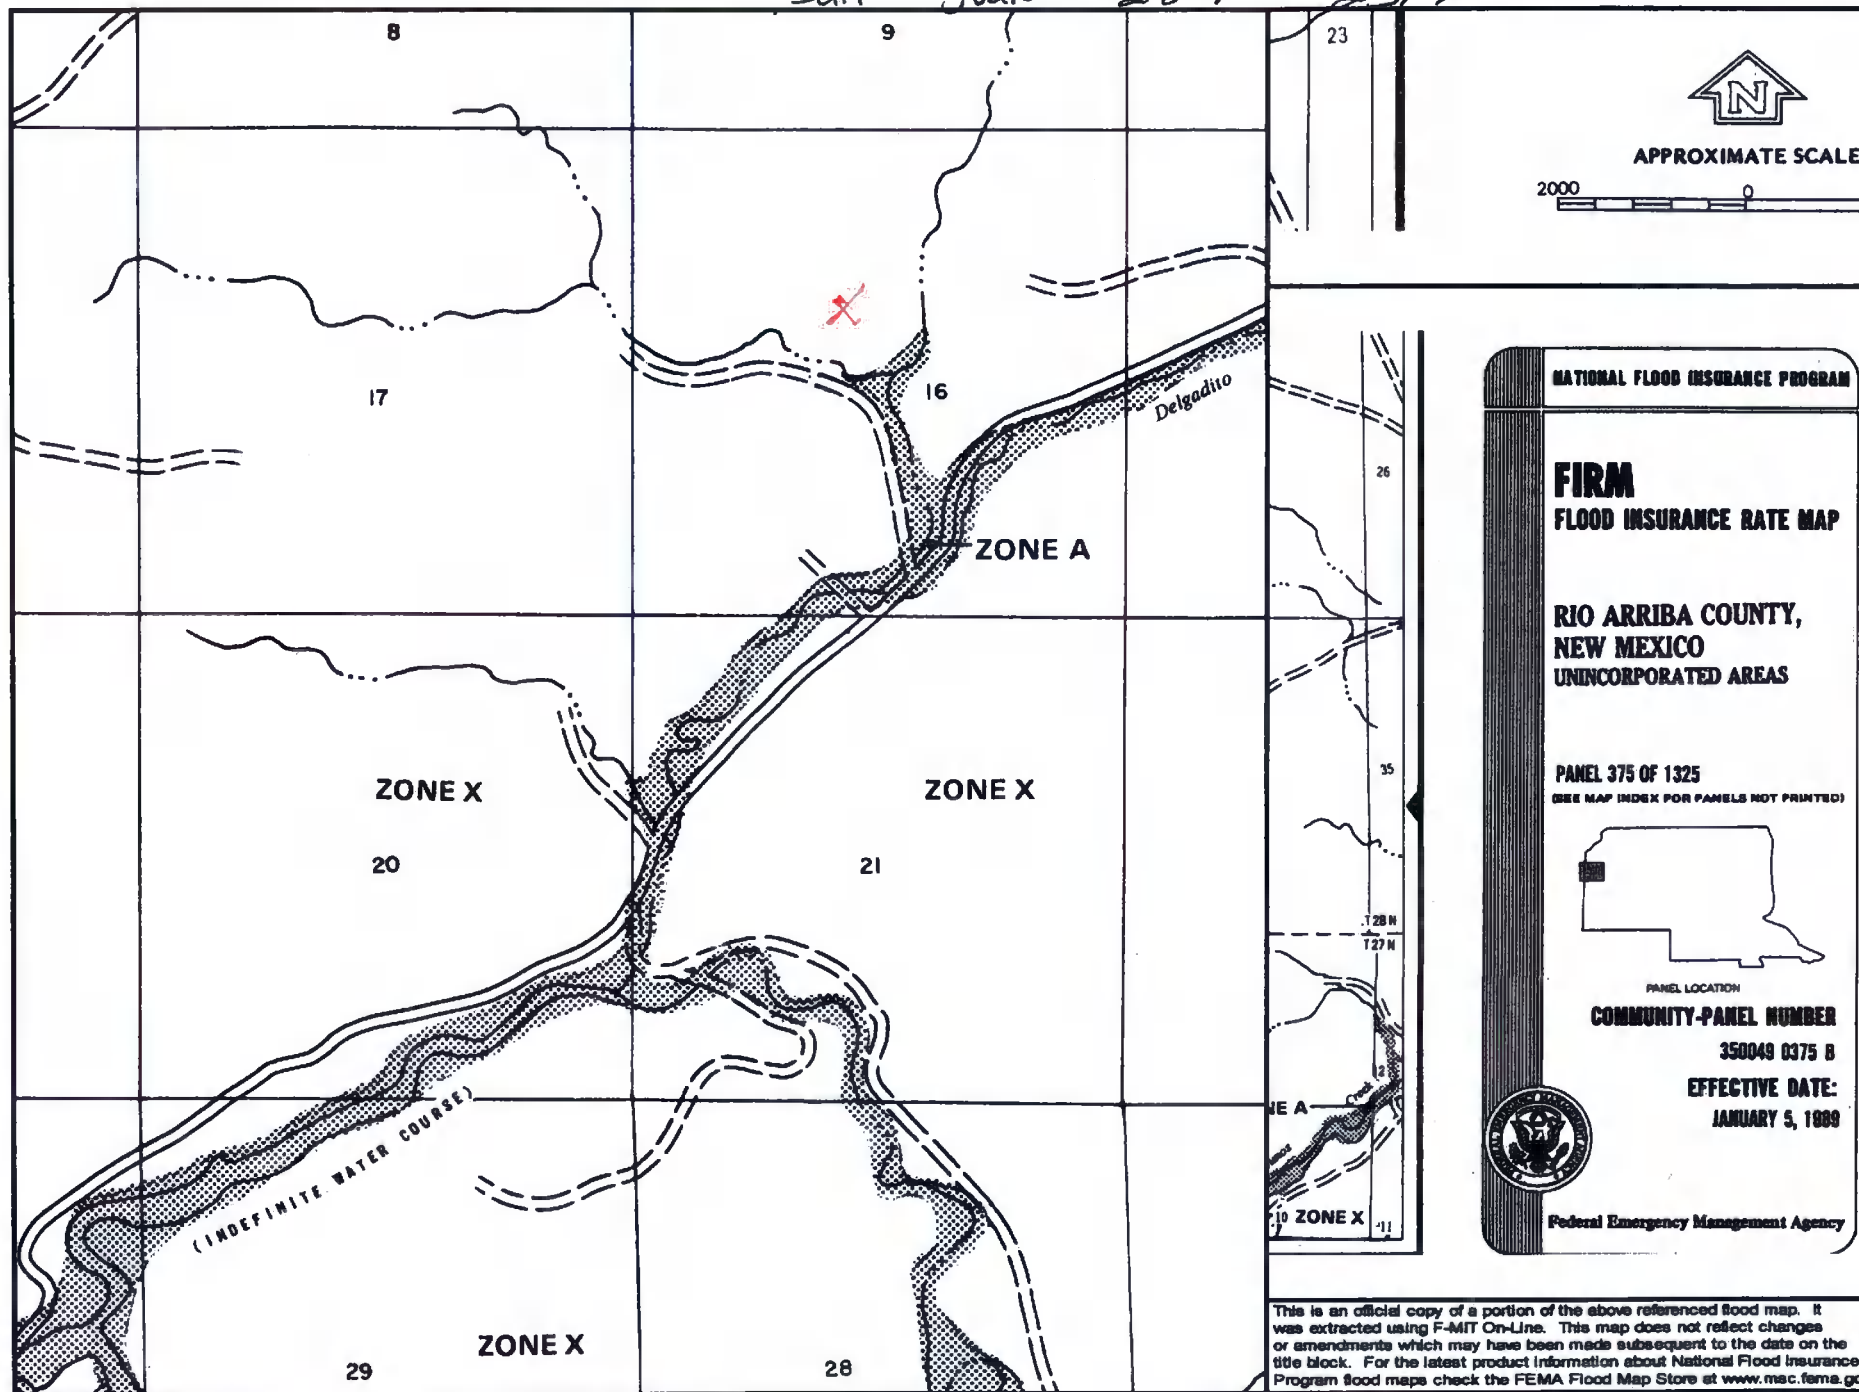 8
9
23
N
APPROXIMATE SCALE
2000
0
17
16
Delgadito
26
ZONE A
ZONE X
ZONE X
35
20
21
T28N
T27N
(INDEFINITE WATER COURSE)
12
Creek
NE A
10
ZONE X
11
ZONE X
29
28
NATIONAL FLOOD INSURANCE PROGRAM
FIRM
FLOOD INSURANCE RATE MAP
RIO ARRIBA COUNTY,
NEW MEXICO
UNINCORPORATED AREAS
PANEL 375 OF 1325
(SEE MAP INDEX FOR PANELS NOT PRINTED)
PANEL LOCATION
COMMUNITY-PANEL NUMBER
350049 0375 B
EFFECTIVE DATE:
JANUARY 5, 1989
Federal Emergency Management Agency
This is an official copy of a portion of the above referenced flood map. It
was extracted using F-MIT On-Line. This map does not reflect changes
or amendments which may have been made subsequent to the date on the
title block. For the latest product information about National Flood Insurance
Program flood maps check the FEMA Flood Map Store at www.msc.fema.go